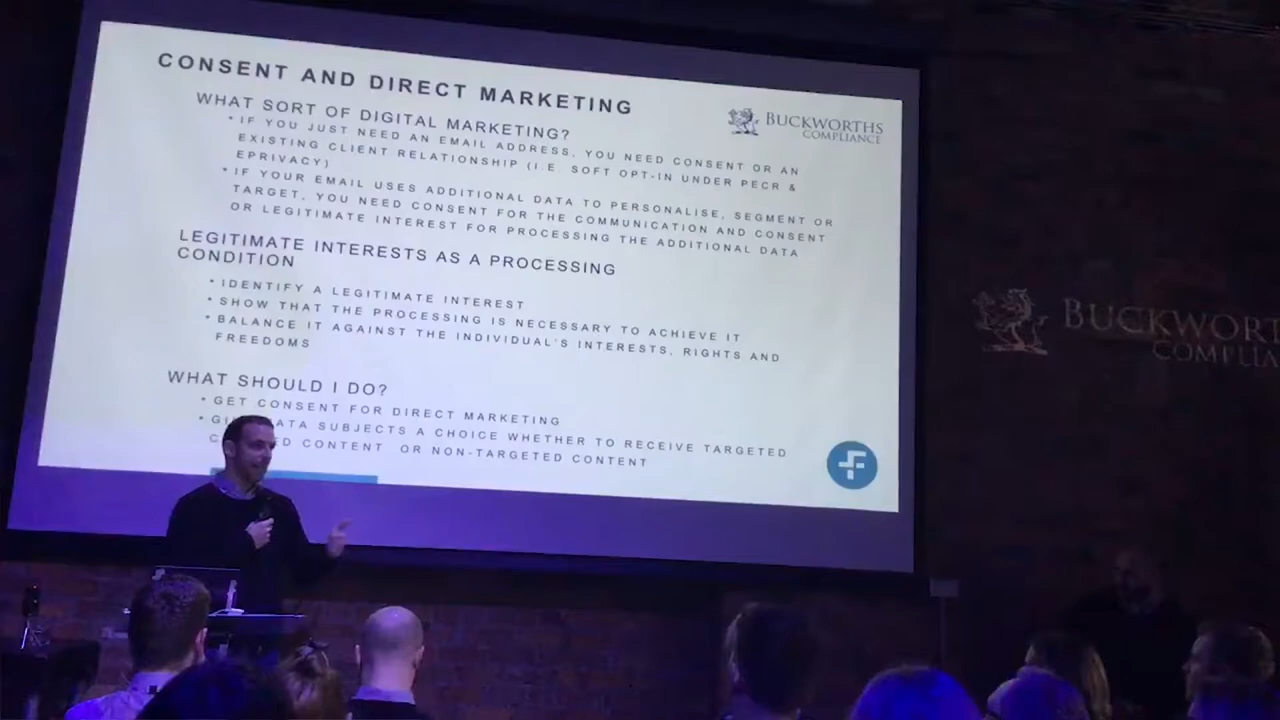 CONSENT AND DIRECT MARKETING
BUCKWORTHS
COMPLIANCE
WHAT SORT OF DIGITAL MARKETING?
• IF YOU JUST NEED AN EMAIL ADDRESS, YOU NEED CONSENT OR AN
EXISTING CLIENT RELATIONSHIP (I.E. SOFT OPT-IN UNDER PECR &
EPRIVACY)
• IF YOUR EMAIL USES ADDITIONAL DATA TO PERSONALISE, SEGMENT OR
TARGET, YOU NEED CONSENT FOR THE COMMUNICATION AND CONSENT
OR LEGITIMATE INTEREST FOR PROCESSING THE ADDITIONAL DATA
LEGITIMATE INTERESTS AS A PROCESSING
CONDITION
• IDENTIFY A LEGITIMATE INTEREST
• SHOW THAT THE PROCESSING IS NECESSARY TO ACHIEVE IT
• BALANCE IT AGAINST THE INDIVIDUAL'S INTERESTS, RIGHTS AND
FREEDOMS
WHAT SHOULD I DO?
• GET CONSENT FOR DIRECT MARKETING
• SUBJECTS A CHOICE WHETHER TO RECEIVE TARGETED
CONTENT OR NON-TARGETED CONTENT
BUCKWORT
COMPLIA